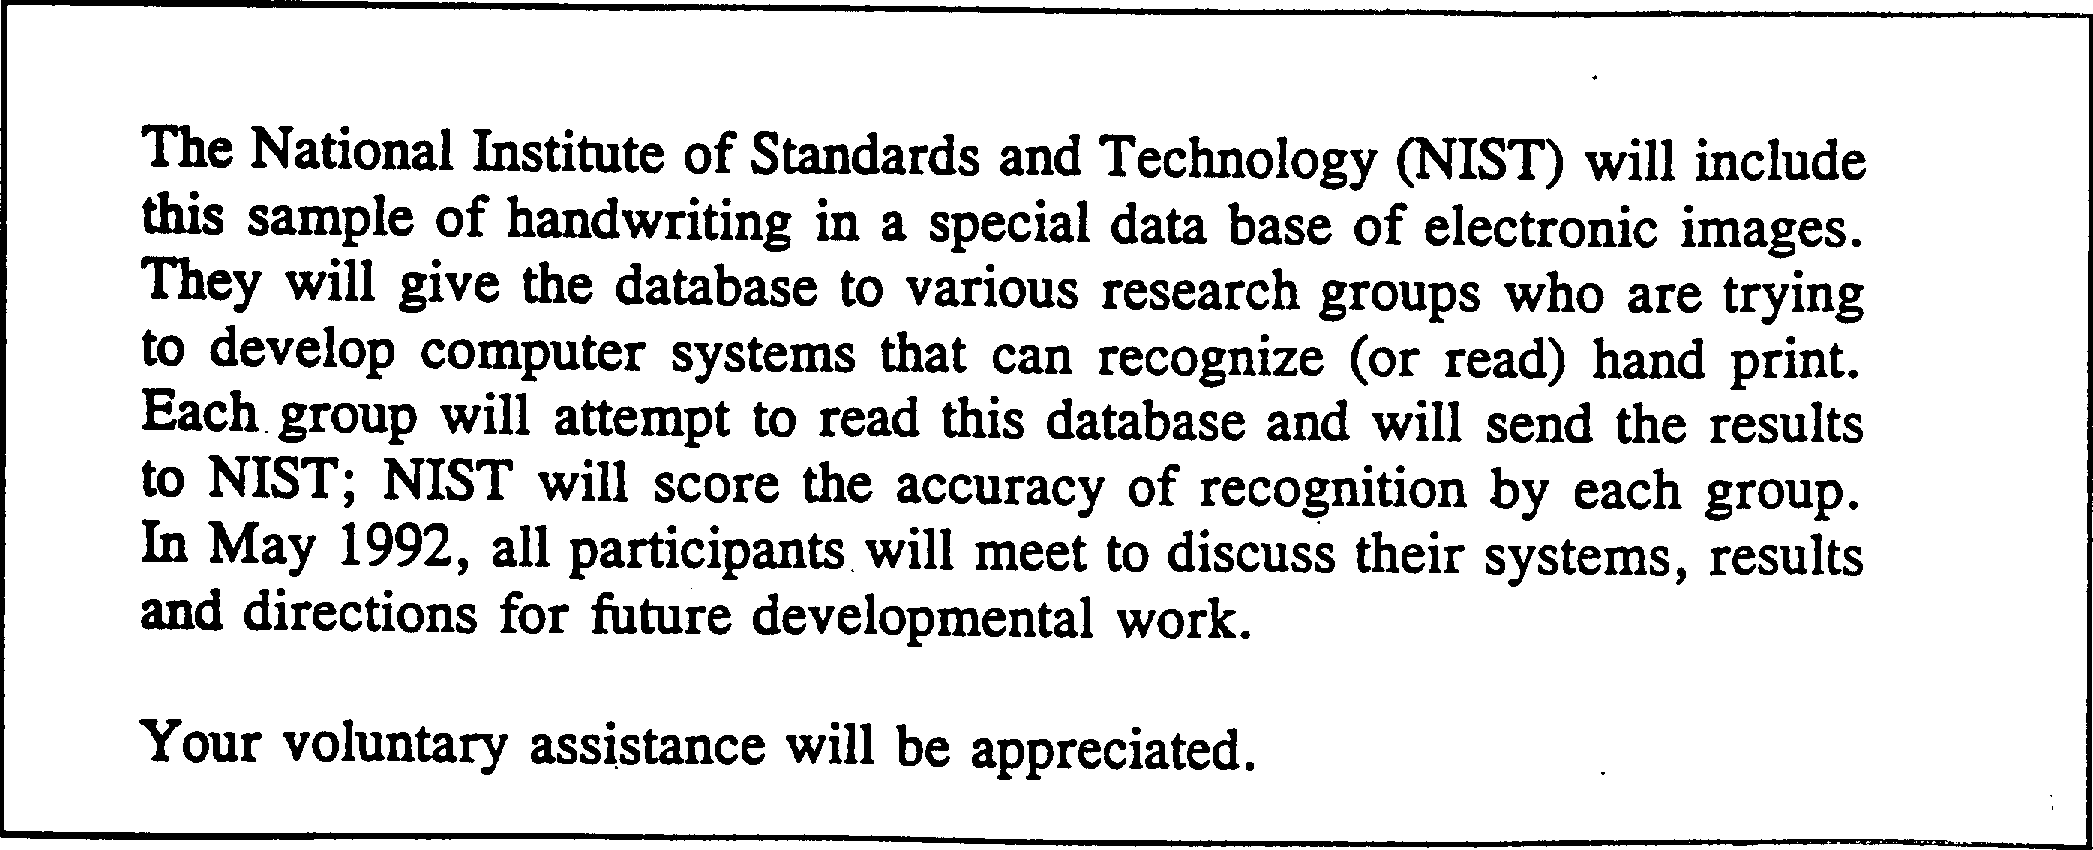 The National Institute of Standards and Technology (NIST) will include
this sample of handwriting in a special data base of electronic images.
They will give the database to various research groups who are trying
to develop computer systems that can recognize (or read) hand print.
Each group will attempt to read this database and will send the results
to NIST; NIST will score the accuracy of recognition by each group.
In May 1992, all participants will meet to discuss their systems, results
and directions for future developmental work.
Your voluntary assistance will be appreciated.